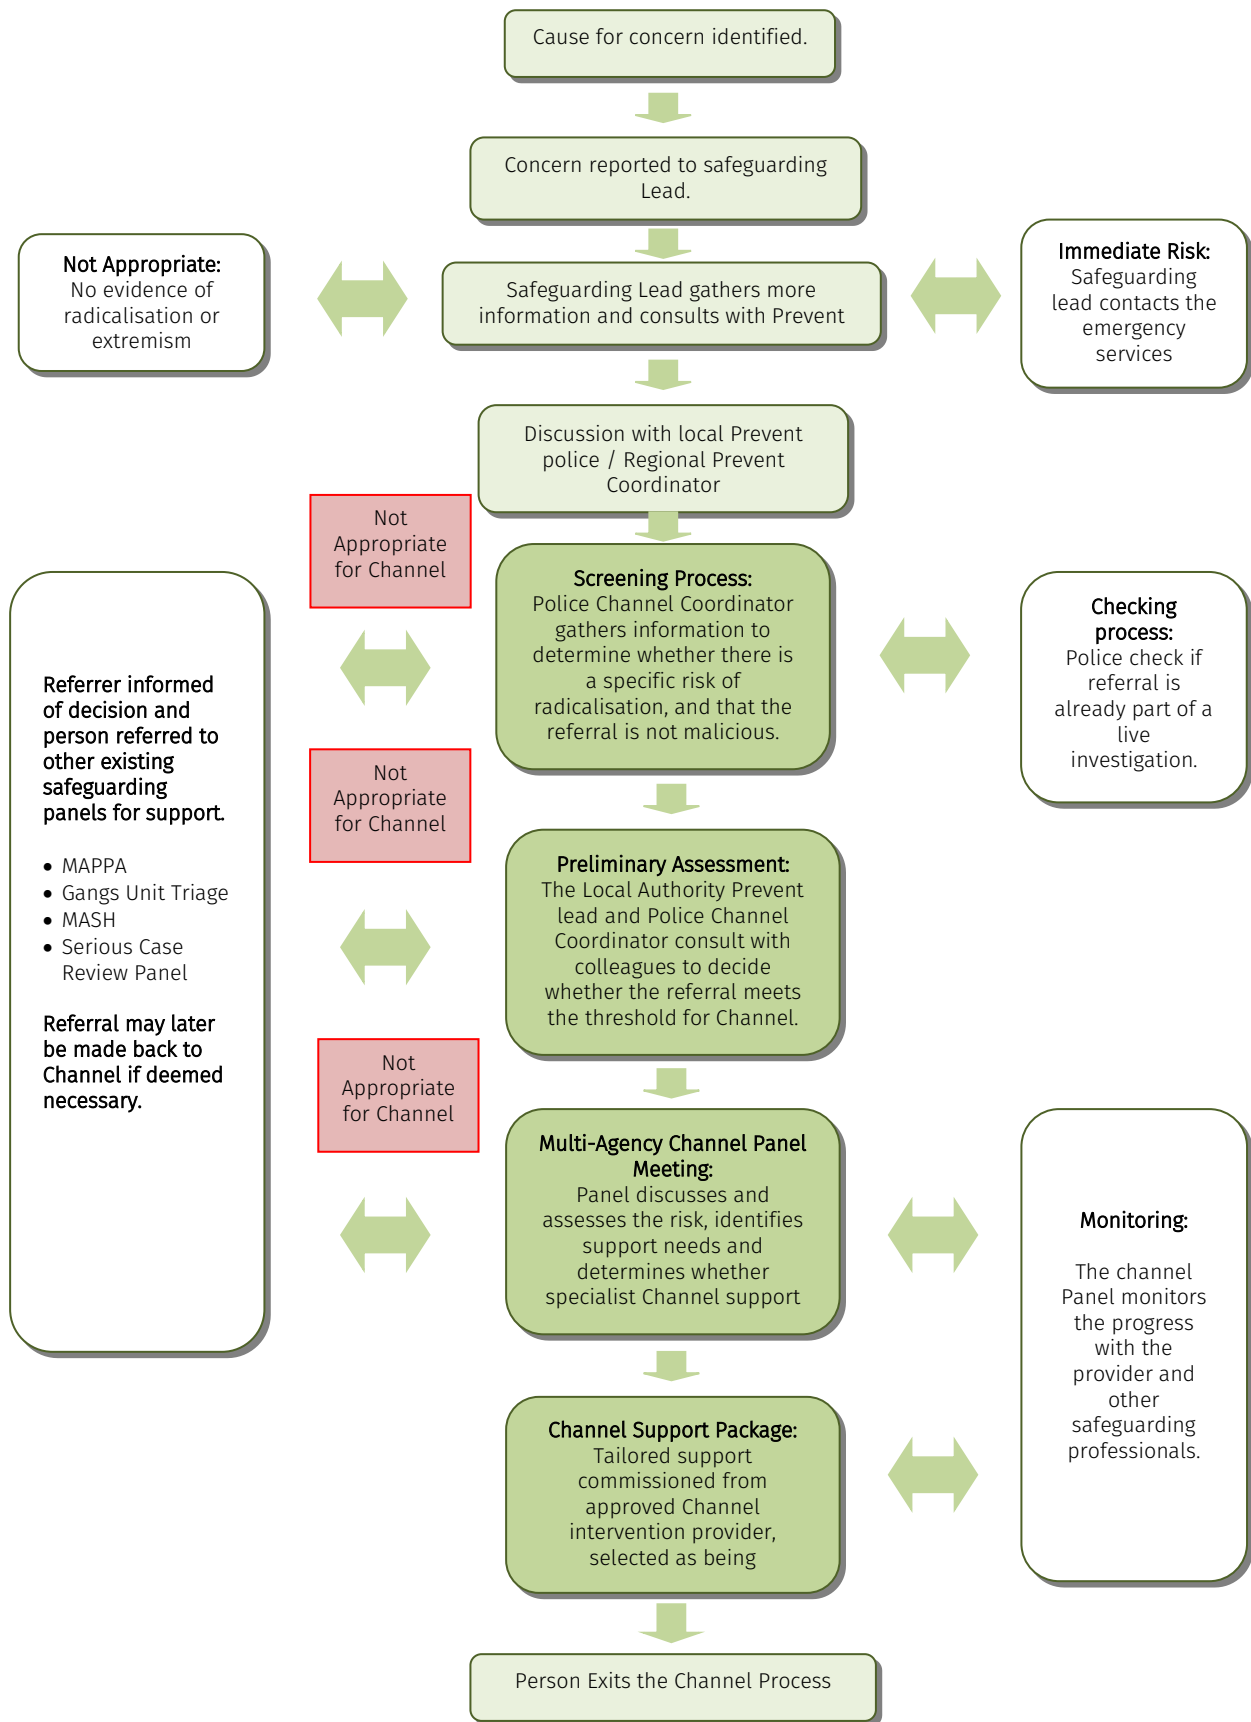 Cause for concern identified.
Concern reported to safeguarding
Lead.
Not Appropriate:
No evidence of
radicalisation or
extremism
Safeguarding Lead gathers more
information and consults with Prevent
Immediate Risk:
Safeguarding
lead contacts the
emergency
services
Discussion with local Prevent
police / Regional Prevent
Coordinator
Not
Appropriate
for Channel
Screening Process:
Police Channel Coordinator
gathers information to
determine whether there is
a specific risk of
radicalisation, and that the
referral is not malicious.
Checking
process:
Police check if
referral is
already part of a
live
investigation.
Referrer informed
of decision and
person referred to
other existing
safeguarding
panels for support.
• MAPPA
• Gangs Unit Triage
• MASH
• Serious Case
Review Panel
Referral may later
be made back to
Channel if deemed
necessary.
Not
Appropriate
for Channel
Preliminary Assessment:
The Local Authority Prevent
lead and Police Channel
Coordinator consult with
colleagues to decide
whether the referral meets
the threshold for Channel.
Not
Appropriate
for Channel
Multi-Agency Channel Panel
Meeting:
Panel discusses and
assesses the risk, identifies
support needs and
determines whether
specialist Channel support
Monitoring:
The channel
Panel monitors
the progress
with the
provider and
other
safeguarding
professionals.
Channel Support Package:
Tailored support
commissioned from
approved Channel
intervention provider,
selected as being
Person Exits the Channel Process